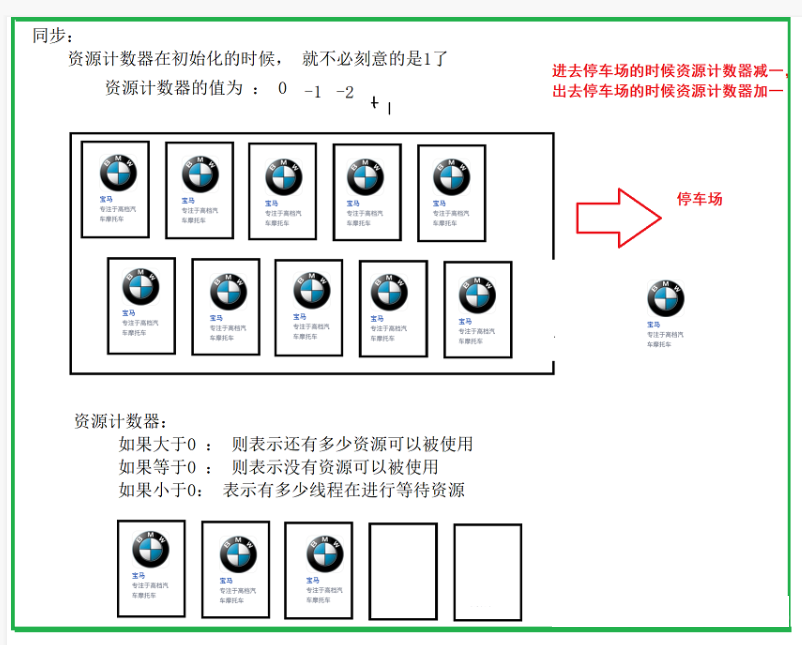 同步：
资源计数器在初始化的时候， 就不必刻意的是1了
资源计数器的值为 ： 0 -1 -2
+1
进去停车场的时候资源计数器减一，
出去停车场的时候资源计数器加一
BMW BMW BMW BMW BMW
宝马 宝马 宝马 宝马 宝马
专注于高档汽 专注于高档汽 专注于高档汽 专注于高档汽 专注于高档汽
车摩托车 车摩托车 车摩托车 车摩托车 车摩托车
停车场
BMW BMW BMW BMW BMW BMW
宝马 宝马 宝马 宝马 宝马 宝马
专注于高档汽 专注于高档汽 专注于高档汽 专注于高档汽 专注于高档汽 专注于高档汽
车摩托车 车摩托车 车摩托车 车摩托车 车摩托车 车摩托车
资源计数器：
如果大于0 ： 则表示还有多少资源可以被使用
如果等于0 ： 则表示没有资源可以被使用
如果小于0： 表示有多少线程在进行等待资源
BMW BMW BMW
宝马 宝马 宝马
专注于高档汽 专注于高档汽 专注于高档汽
车摩托车 车摩托车 车摩托车